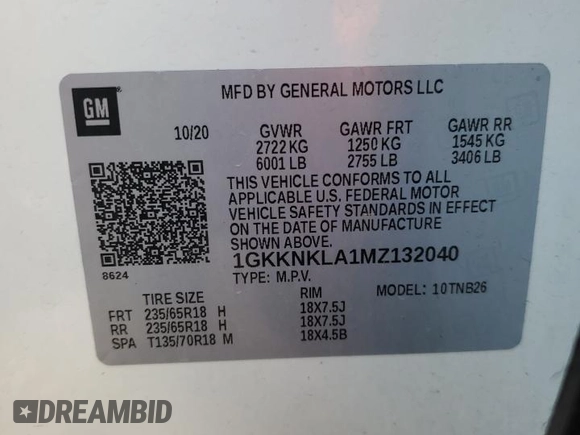 GM
MFD BY GENERAL MOTORS LLC
10/20 GVWR GAWR FRT GAWR RR
2722 KG 1250 KG 1545 KG
6001 LB 2755 LB 3406 LB
THIS VEHICLE CONFORMS TO ALL
APPLICABLE U.S. FEDERAL MOTOR
VEHICLE SAFETY STANDARDS IN EFFECT
ON THE DATE OF MANUFACTURE
SHOWN ABOVE.
8624
1GKKNKLA1MZ132040
TYPE: M.P.V. MODEL: 10TNB26
TIRE SIZE RIM
FRT 235/65R18 H 18X7.5J
RR 235/65R18 H 18X7.5J
SPA T135/70R18 M 18X4.5B
DREAMBID